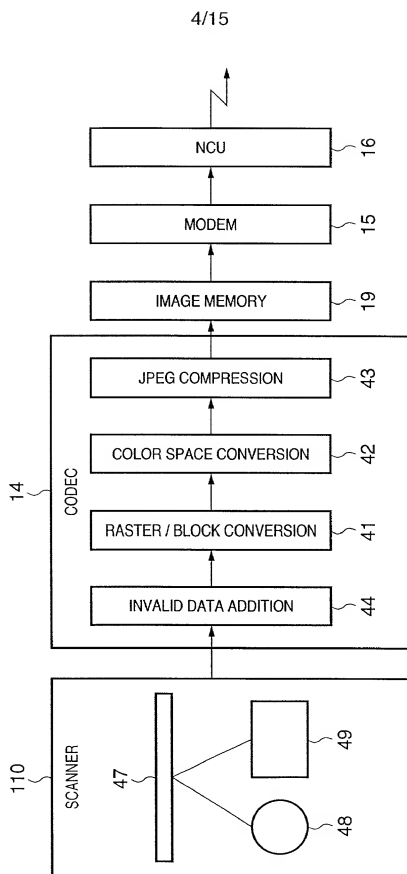 4/15
110
SCANNER
47
48
49
14
CODEC
INVALID DATA ADDITION
44
RASTER / BLOCK CONVERSION
41
COLOR SPACE CONVERSION
42
JPEG COMPRESSION
43
IMAGE MEMORY
19
MODEM
15
NCU
16